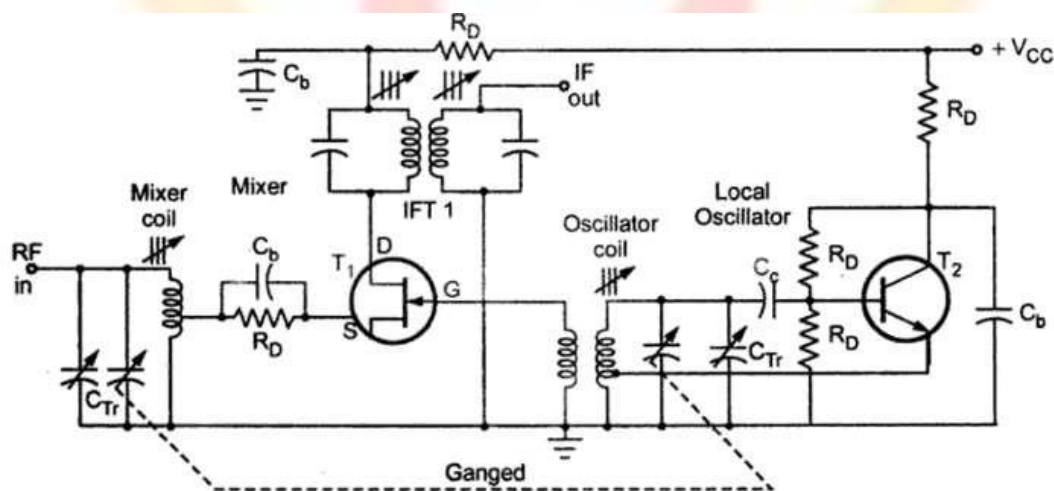 R_D
+ V_CC
C_b
IF
out
R_D
Mixer
coil
Mixer
IFT 1
Local
Oscillator
Oscillator
coil
RF
in
C_b
D
T_1
G
S
R_D
C_c
R_D
T_2
R_D
C_b
C_Tr
C_Tr
Ganged